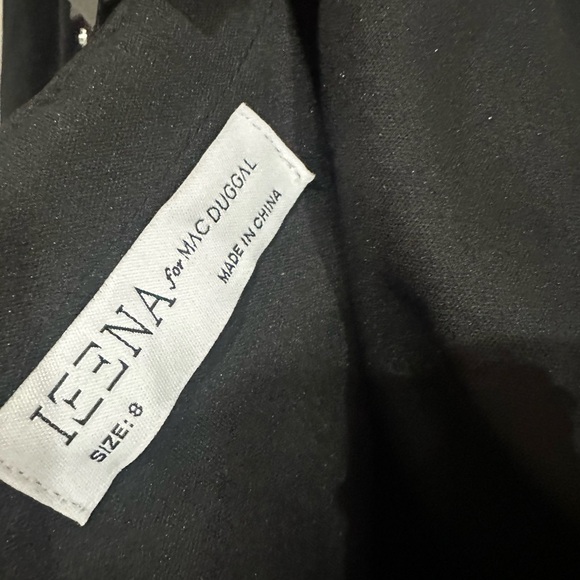 IEENA for MAC DUGGAL
SIZE: 8
MADE IN CHINA